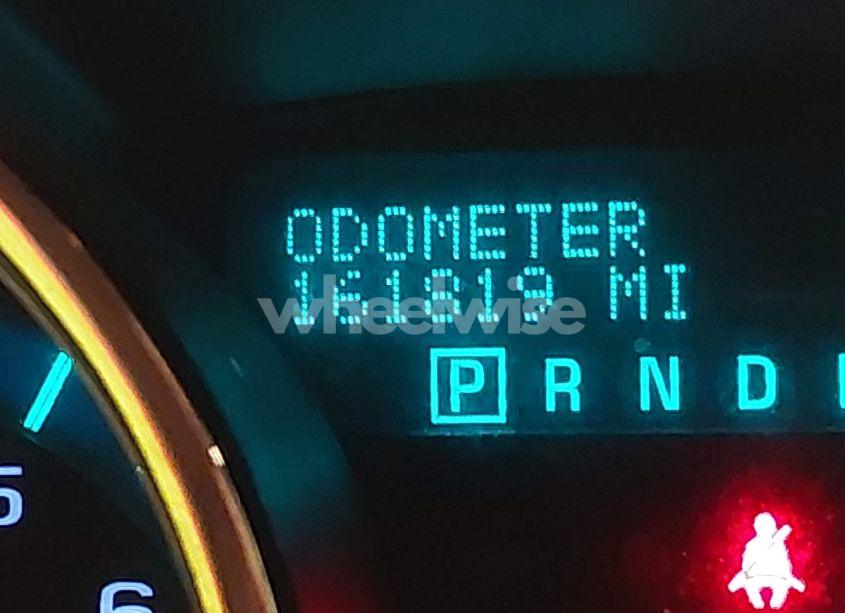 ODOMETER
161819 MI
wheelwise
P R N D
5
6